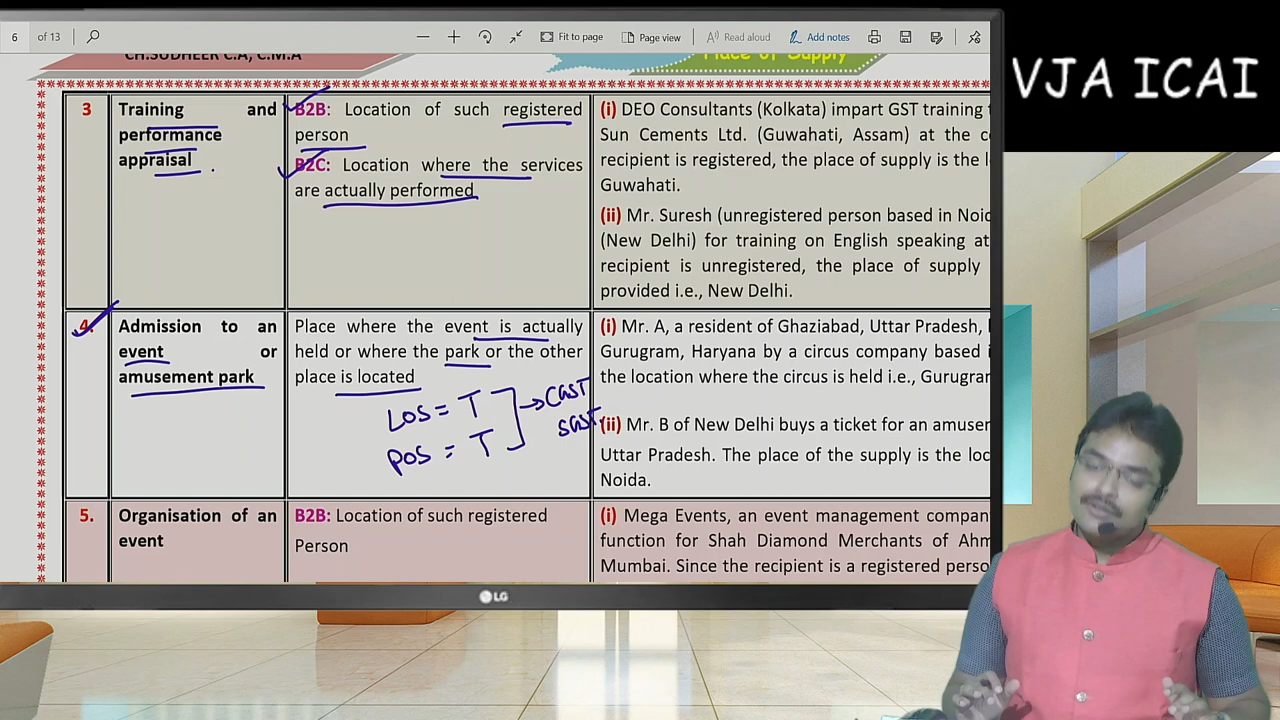 6 of 13
Fit to page
Page view
Read aloud
Add notes
CH.SUDHEER C.A, C.M.A
Place of Supply
VJA ICAI
3
Training and
performance
appraisal
B2B: Location of such registered
person
B2C: Location where the services
are actually performed
(i) DEO Consultants (Kolkata) impart GST training
Sun Cements Ltd. (Guwahati, Assam) at the
recipient is registered, the place of supply is the
Guwahati.
(ii) Mr. Suresh (unregistered person based in
(New Delhi) for training on English speaking at
recipient is unregistered, the place of supply
provided i.e., New Delhi.
4.
Admission to an
event or
amusement park
Place where the event is actually
held or where the park or the other
place is located
LOS = T
POS = T
→ CGST
SGST
(i) Mr. A, a resident of Ghaziabad, Uttar Pradesh,
Gurugram, Haryana by a circus company based
the location where the circus is held i.e.,
(ii) Mr. B of New Delhi buys a ticket for an
Uttar Pradesh. The place of the supply is the
Noida.
5.
Organisation of an
event
B2B: Location of such registered
Person
(i) Mega Events, an event management
function for Shah Diamond Merchants of
Mumbai. Since the recipient is a registered
LG